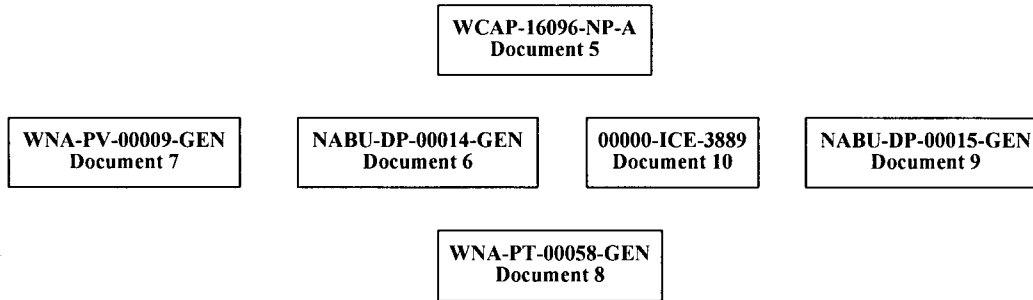 WCAP-16096-NP-A
Document 5
WNA-PV-00009-GEN
Document 7
NABU-DP-00014-GEN
Document 6
00000-ICE-3889
Document 10
NABU-DP-00015-GEN
Document 9
WNA-PT-00058-GEN
Document 8